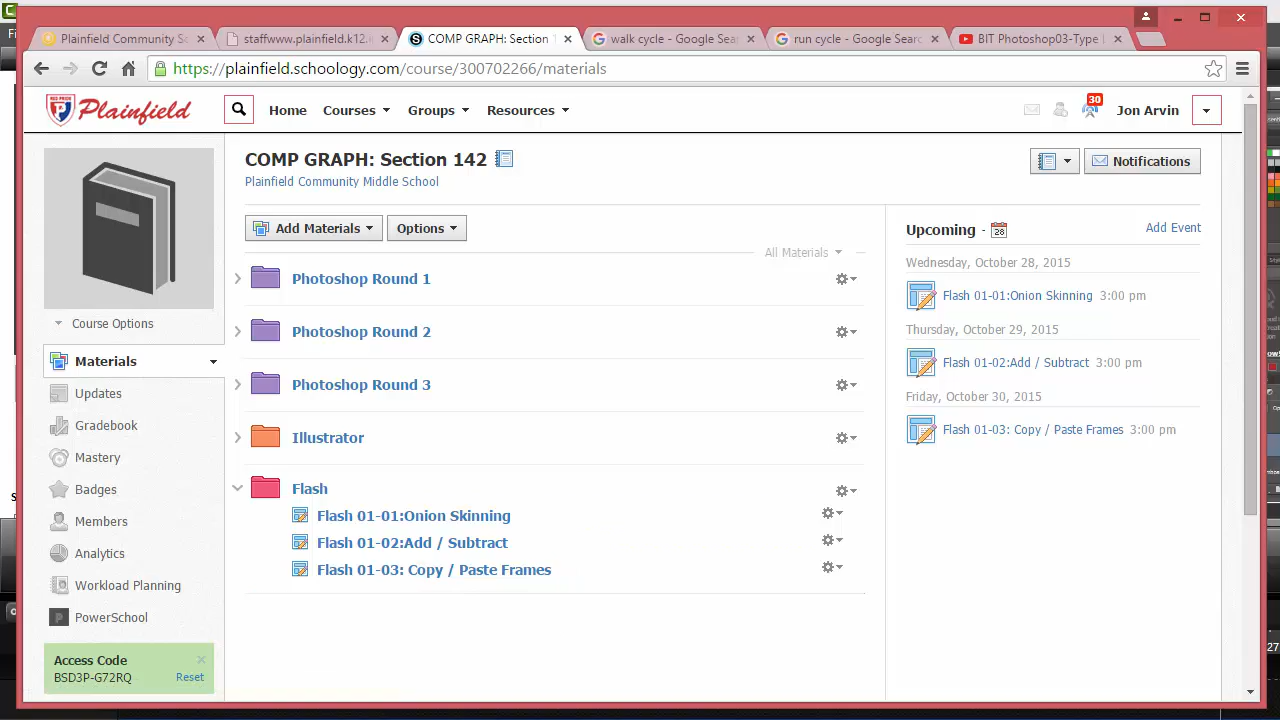 Plainfield Community Sc
staffwww.plainfield.k12.i
COMP GRAPH: Section 1
walk cycle - Google Sear
run cycle - Google Searc
BIT Photoshop03-Type I
https://plainfield.schoology.com/course/300702266/materials
RED PRIDE
P
Plainfield
Home
Courses
Groups
Resources
30
Jon Arvin
COMP GRAPH: Section 142
Plainfield Community Middle School
Notifications
Add Materials
Options
All Materials
Photoshop Round 1
Photoshop Round 2
Photoshop Round 3
Illustrator
Flash
Flash 01-01:Onion Skinning
Flash 01-02:Add / Subtract
Flash 01-03: Copy / Paste Frames
Course Options
Materials
Updates
Gradebook
Mastery
Badges
Members
Analytics
Workload Planning
P PowerSchool
Access Code
BSD3P-G72RQ
Reset
Upcoming - 28
Add Event
Wednesday, October 28, 2015
Flash 01-01:Onion Skinning 3:00 pm
Thursday, October 29, 2015
Flash 01-02:Add / Subtract 3:00 pm
Friday, October 30, 2015
Flash 01-03: Copy / Paste Frames 3:00 pm